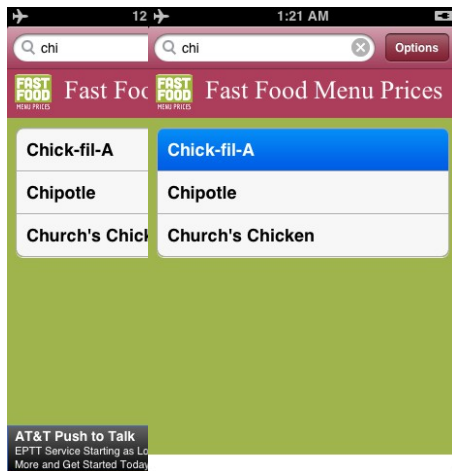 12
chi
FAST
FOOD
MENU PRICES
Fast Foo
Chick-fil-A
Chipotle
Church's Chick
AT&T Push to Talk
EPTT Service Starting as Lo
More and Get Started Today
1:21 AM
chi
Options
FAST
FOOD
MENU PRICES
Fast Food Menu Prices
Chick-fil-A
Chipotle
Church's Chicken